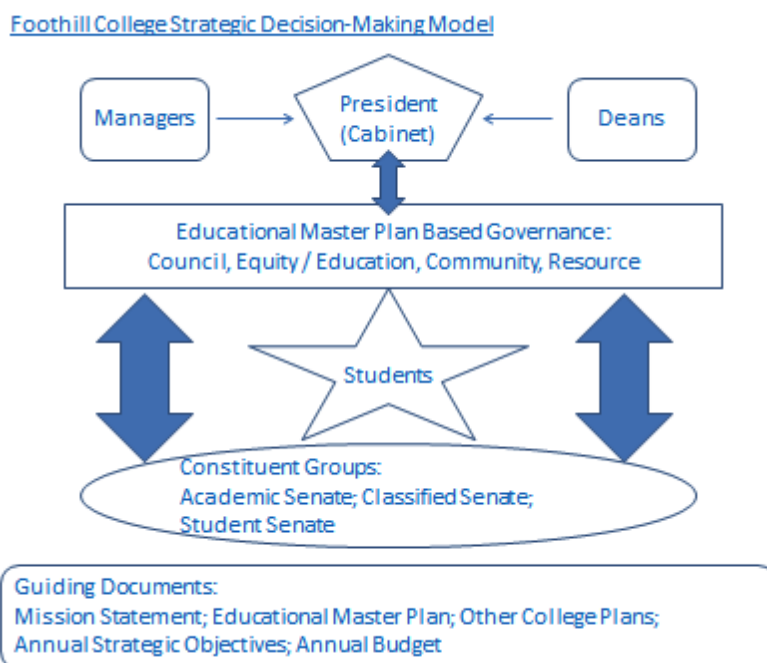 Foothill College Strategic Decision-Making Model
Managers
President
(Cabinet)
Deans
Educational Master Plan Based Governance:
Council, Equity / Education, Community, Resource
Students
Constituent Groups:
Academic Senate; Classified Senate;
Student Senate
Guiding Documents:
Mission Statement; Educational Master Plan; Other College Plans;
Annual Strategic Objectives; Annual Budget